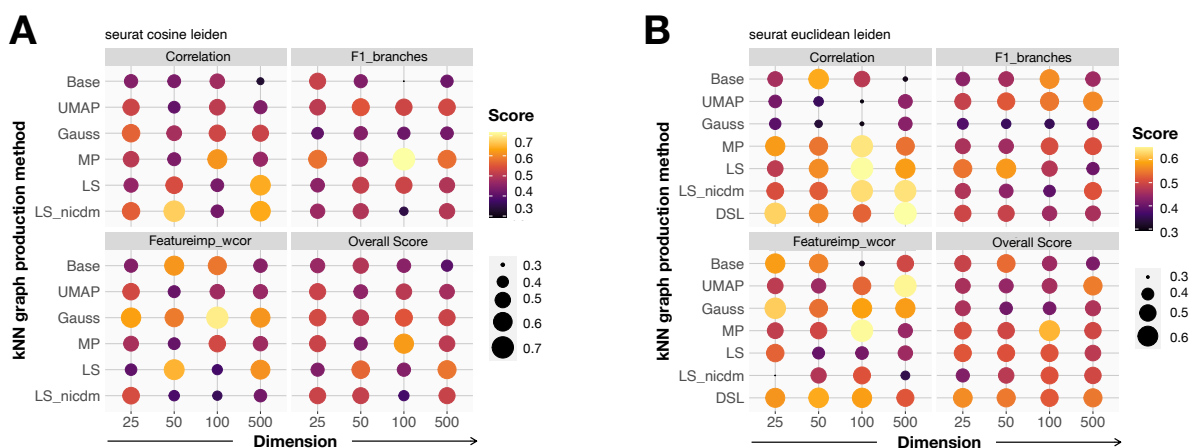 A
seurat cosine leiden
Correlation
F1_branches
Base
UMAP
Gauss
MP
LS
LS_nicdm
Featureimp_wcor
Overall Score
Base
UMAP
Gauss
MP
LS
LS_nicdm
25 50 100 500
25 50 100 500
Dimension
kNN graph production method
Score
0.7
0.6
0.5
0.4
0.3
0.3
0.4
0.5
0.6
0.7
B
seurat euclidean leiden
Correlation
F1_branches
Base
UMAP
Gauss
MP
LS
LS_nicdm
DSL
Featureimp_wcor
Overall Score
Base
UMAP
Gauss
MP
LS
LS_nicdm
DSL
25 50 100 500
25 50 100 500
Dimension
kNN graph production method
Score
0.6
0.5
0.4
0.3
0.3
0.4
0.5
0.6